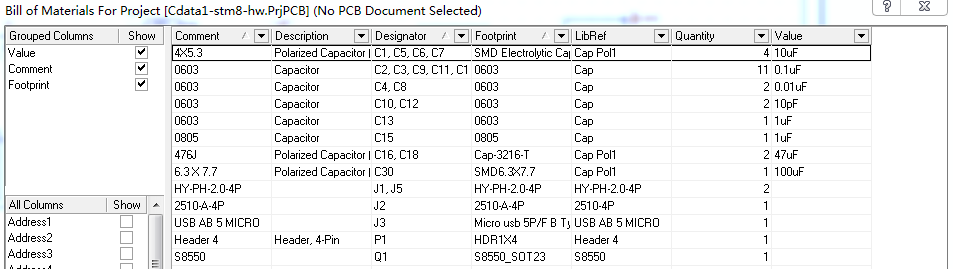 Bill of Materials For Project [Cdata1-stm8-hw.PrjPCB] (No PCB Document Selected)
Grouped Columns Show
Value
Comment
Footprint
All Columns Show
Address1
Address2
Address3
Comment Description Designator Footprint LibRef Quantity Value
4X5.3 Polarized Capacitor ( C1, C5, C6, C7 SMD Electrolytic Cap Cap Pol1 4 10uF
0603 Capacitor C2, C3, C9, C11, C1 0603 Cap 11 0.1uF
0603 Capacitor C4, C8 0603 Cap 2 0.01uF
0603 Capacitor C10, C12 0603 Cap 2 10pF
0603 Capacitor C13 0603 Cap 1 1uF
0805 Capacitor C15 0805 Cap 1 1uF
476J Polarized Capacitor ( C16, C18 Cap-3216-T Cap Pol1 2 47uF
6.3X7.7 Polarized Capacitor ( C30 SMD6.3X7.7 Cap Pol1 1 100uF
HY-PH-2.0-4P J1, J5 HY-PH-2.0-4P HY-PH-2.0-4P 2
2510-A-4P J2 2510-A-4P 2510-4P 1
USB AB 5 MICRO J3 Micro usb 5P/F B Ty USB AB 5 MICRO 1
Header 4 Header, 4-Pin P1 HDR1X4 Header 4 1
S8550 Q1 S8550_SOT23 S8550 1